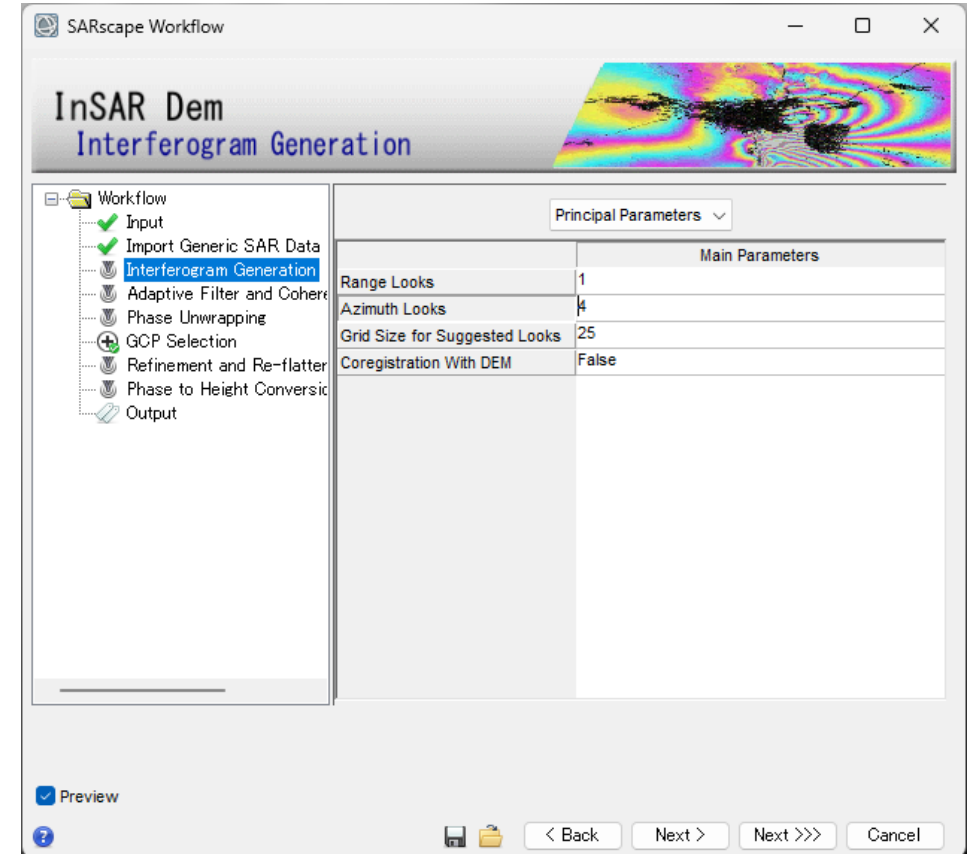 SARscape Workflow
InSAR Dem
Interferogram Generation
Workflow
Input
Import Generic SAR Data
Interferogram Generation
Adaptive Filter and Cohere
Phase Unwrapping
GCP Selection
Refinement and Re-flatter
Phase to Height Conversic
Output
Principal Parameters
Main Parameters
Range Looks 1
Azimuth Looks 4
Grid Size for Suggested Looks 25
Coregistration With DEM False
Preview
< Back Next > Next >>> Cancel